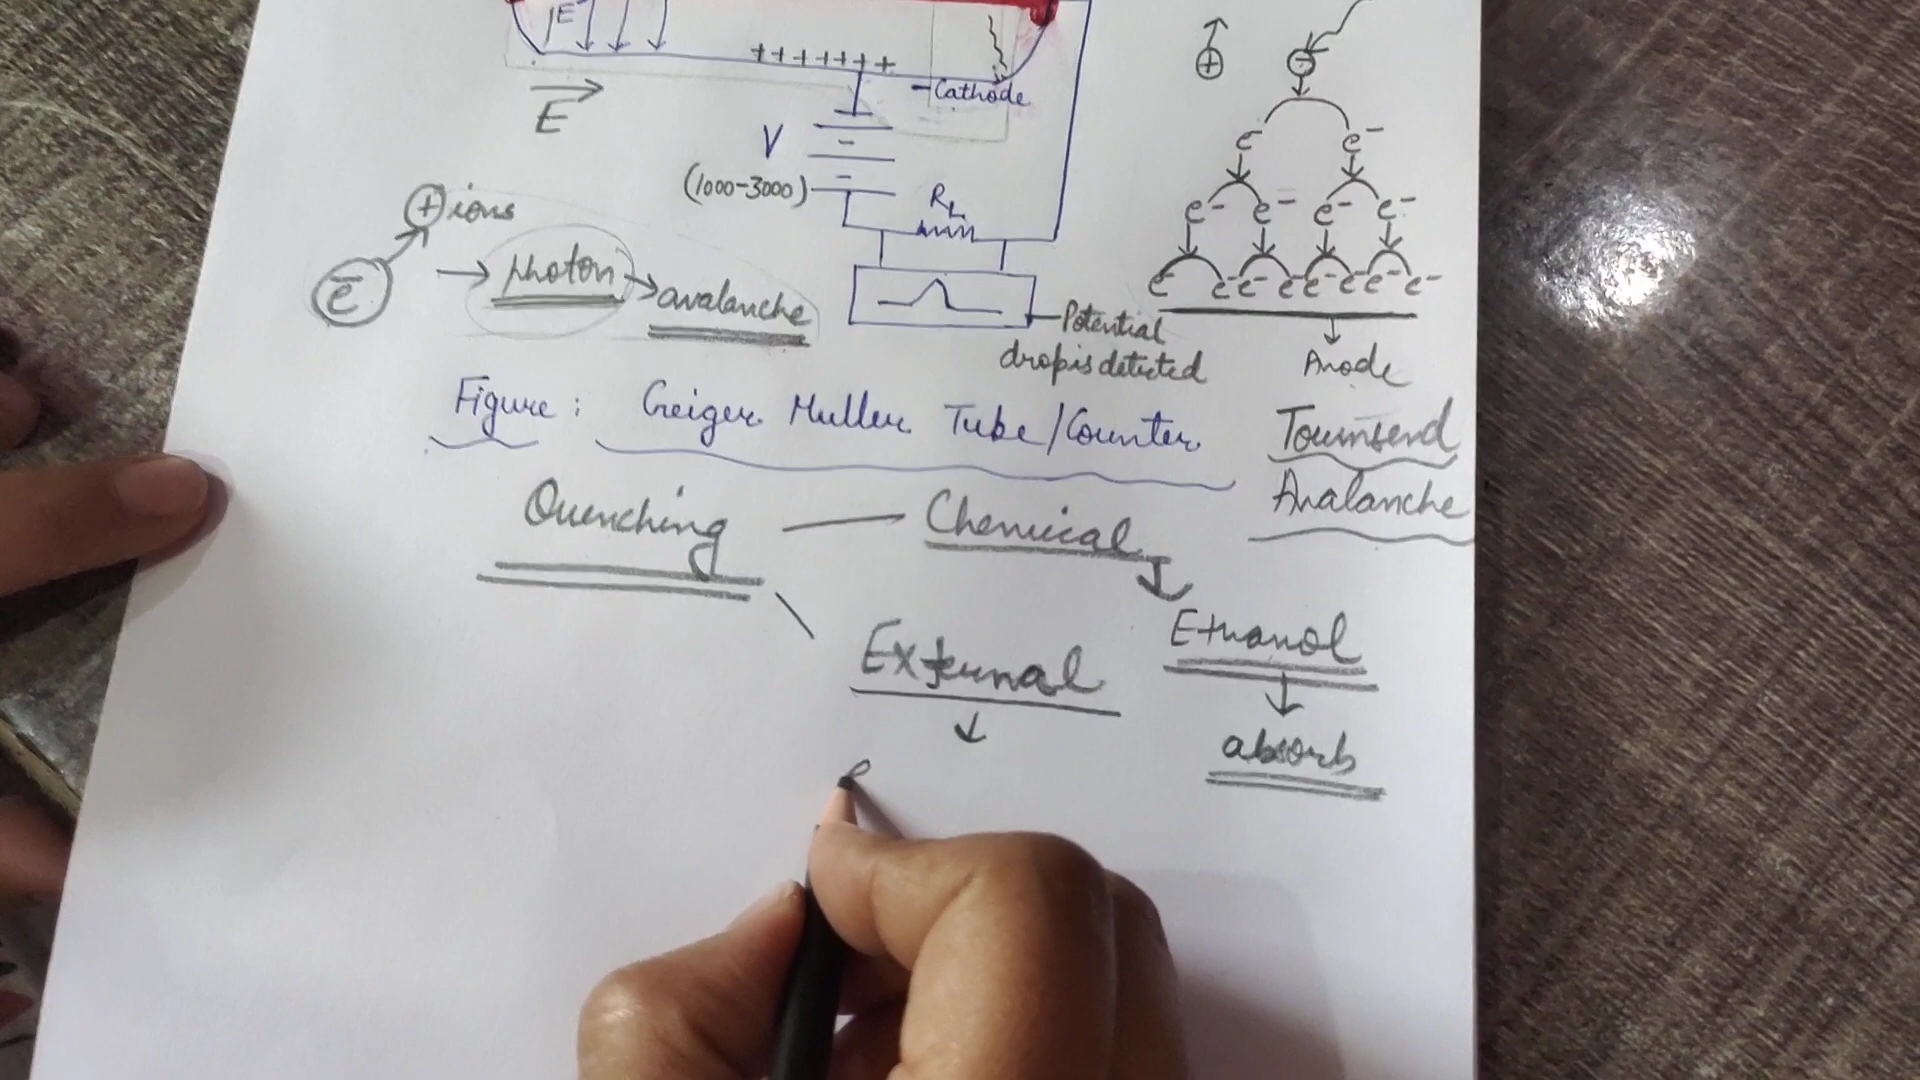 E
+ + + + + + +
Cathode
E
V
(1000-3000)
R_L
+ ions
e-
photon
avalanche
Potential
drop is detected
+
-
e- e-
e- e- e- e-
e- e- e- e- e- e- e- e-
Anode
Townsend
Avalanche
Figure : Geiger Muller Tube/Counter
Quenching
Chemical
Ethanol
absorb
External